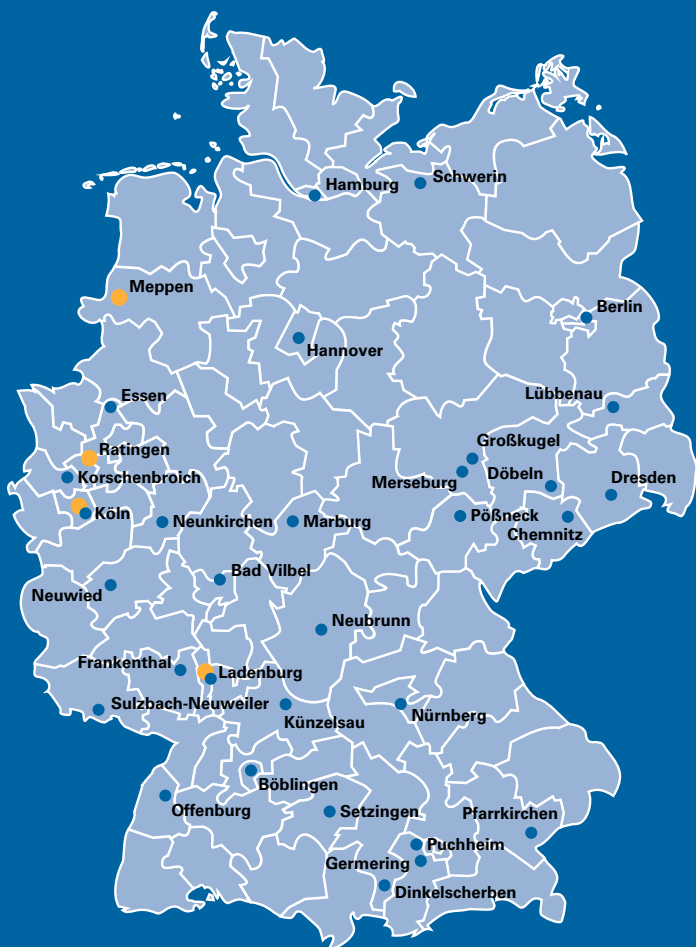 Hamburg
Schwerin
Meppen
Berlin
Hannover
Essen
Lübbenau
Ratingen
Großkugel
Korschenbroich
Merseburg
Döbeln
Dresden
Köln
Neunkirchen
Marburg
Pößneck
Chemnitz
Bad Vilbel
Neuwied
Neubrunn
Frankenthal
Ladenburg
Sulzbach-Neuweiler
Künzelsau
Nürnberg
Böblingen
Offenburg
Setzingen
Pfarrkirchen
Puchheim
Germering
Dinkelscherben